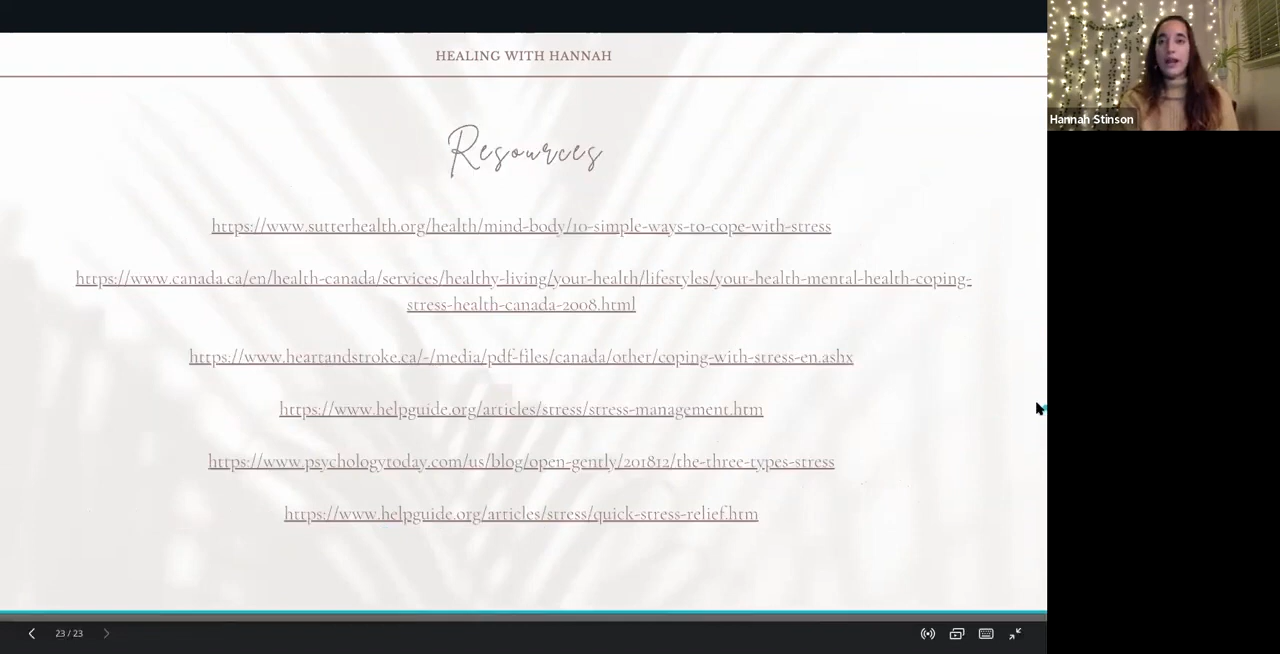 HEALING WITH HANNAH
Resources
https://www.sutterhealth.org/health/mind-body/10-simple-ways-to-cope-with-stress
https://www.canada.ca/en/health-canada/services/healthy-living/your-health/lifestyles/your-health-mental-health-coping-
stress-health-canada-2008.html
https://www.heartandstroke.ca/-/media/pdf-files/canada/other/coping-with-stress-en.ashx
https://www.helpguide.org/articles/stress/stress-management.htm
https://www.psychologytoday.com/us/blog/open-gently/201812/the-three-types-stress
https://www.helpguide.org/articles/stress/quick-stress-relief.htm
23 / 23
Hannah Stinson